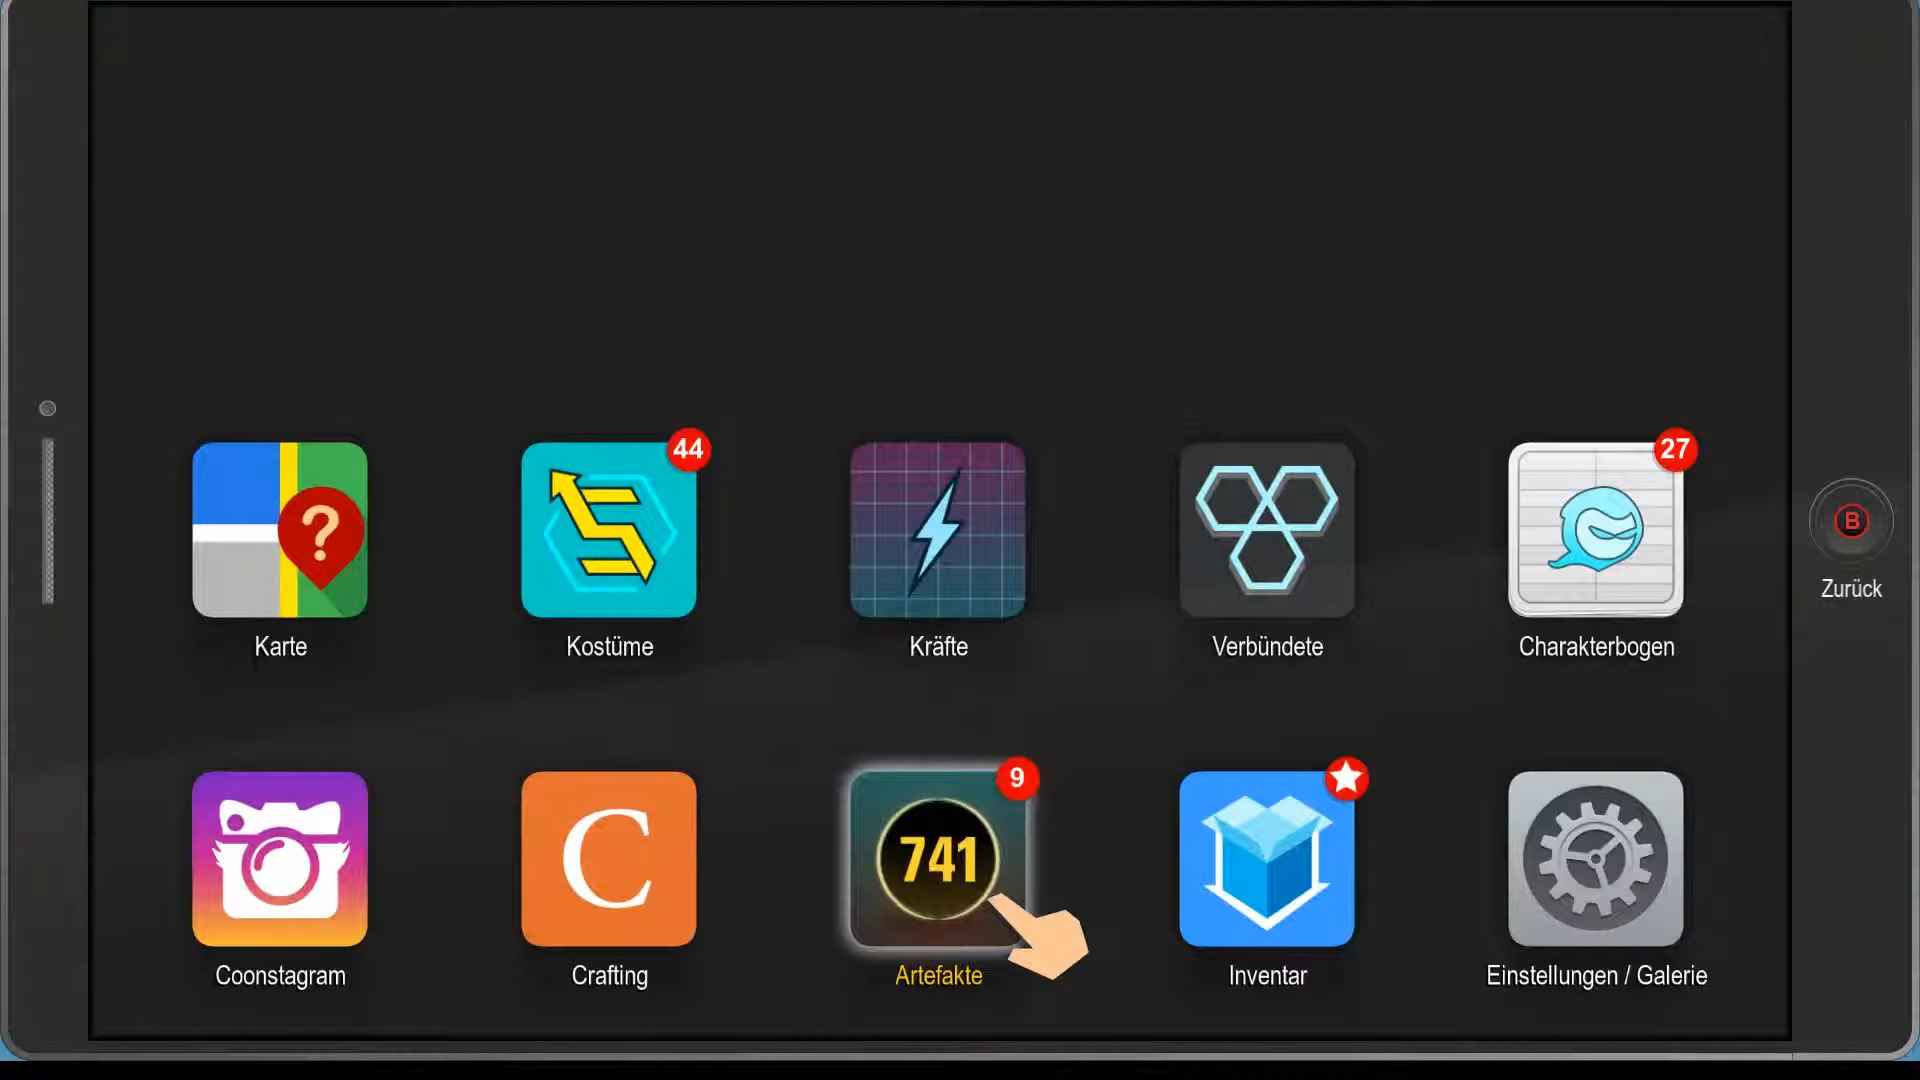 44
27
?
Karte
Kostüme
Kräfte
Verbündete
Charakterbogen
B
Zurück
9
741
C
Coonstagram
Crafting
Artefakte
Inventar
Einstellungen / Galerie